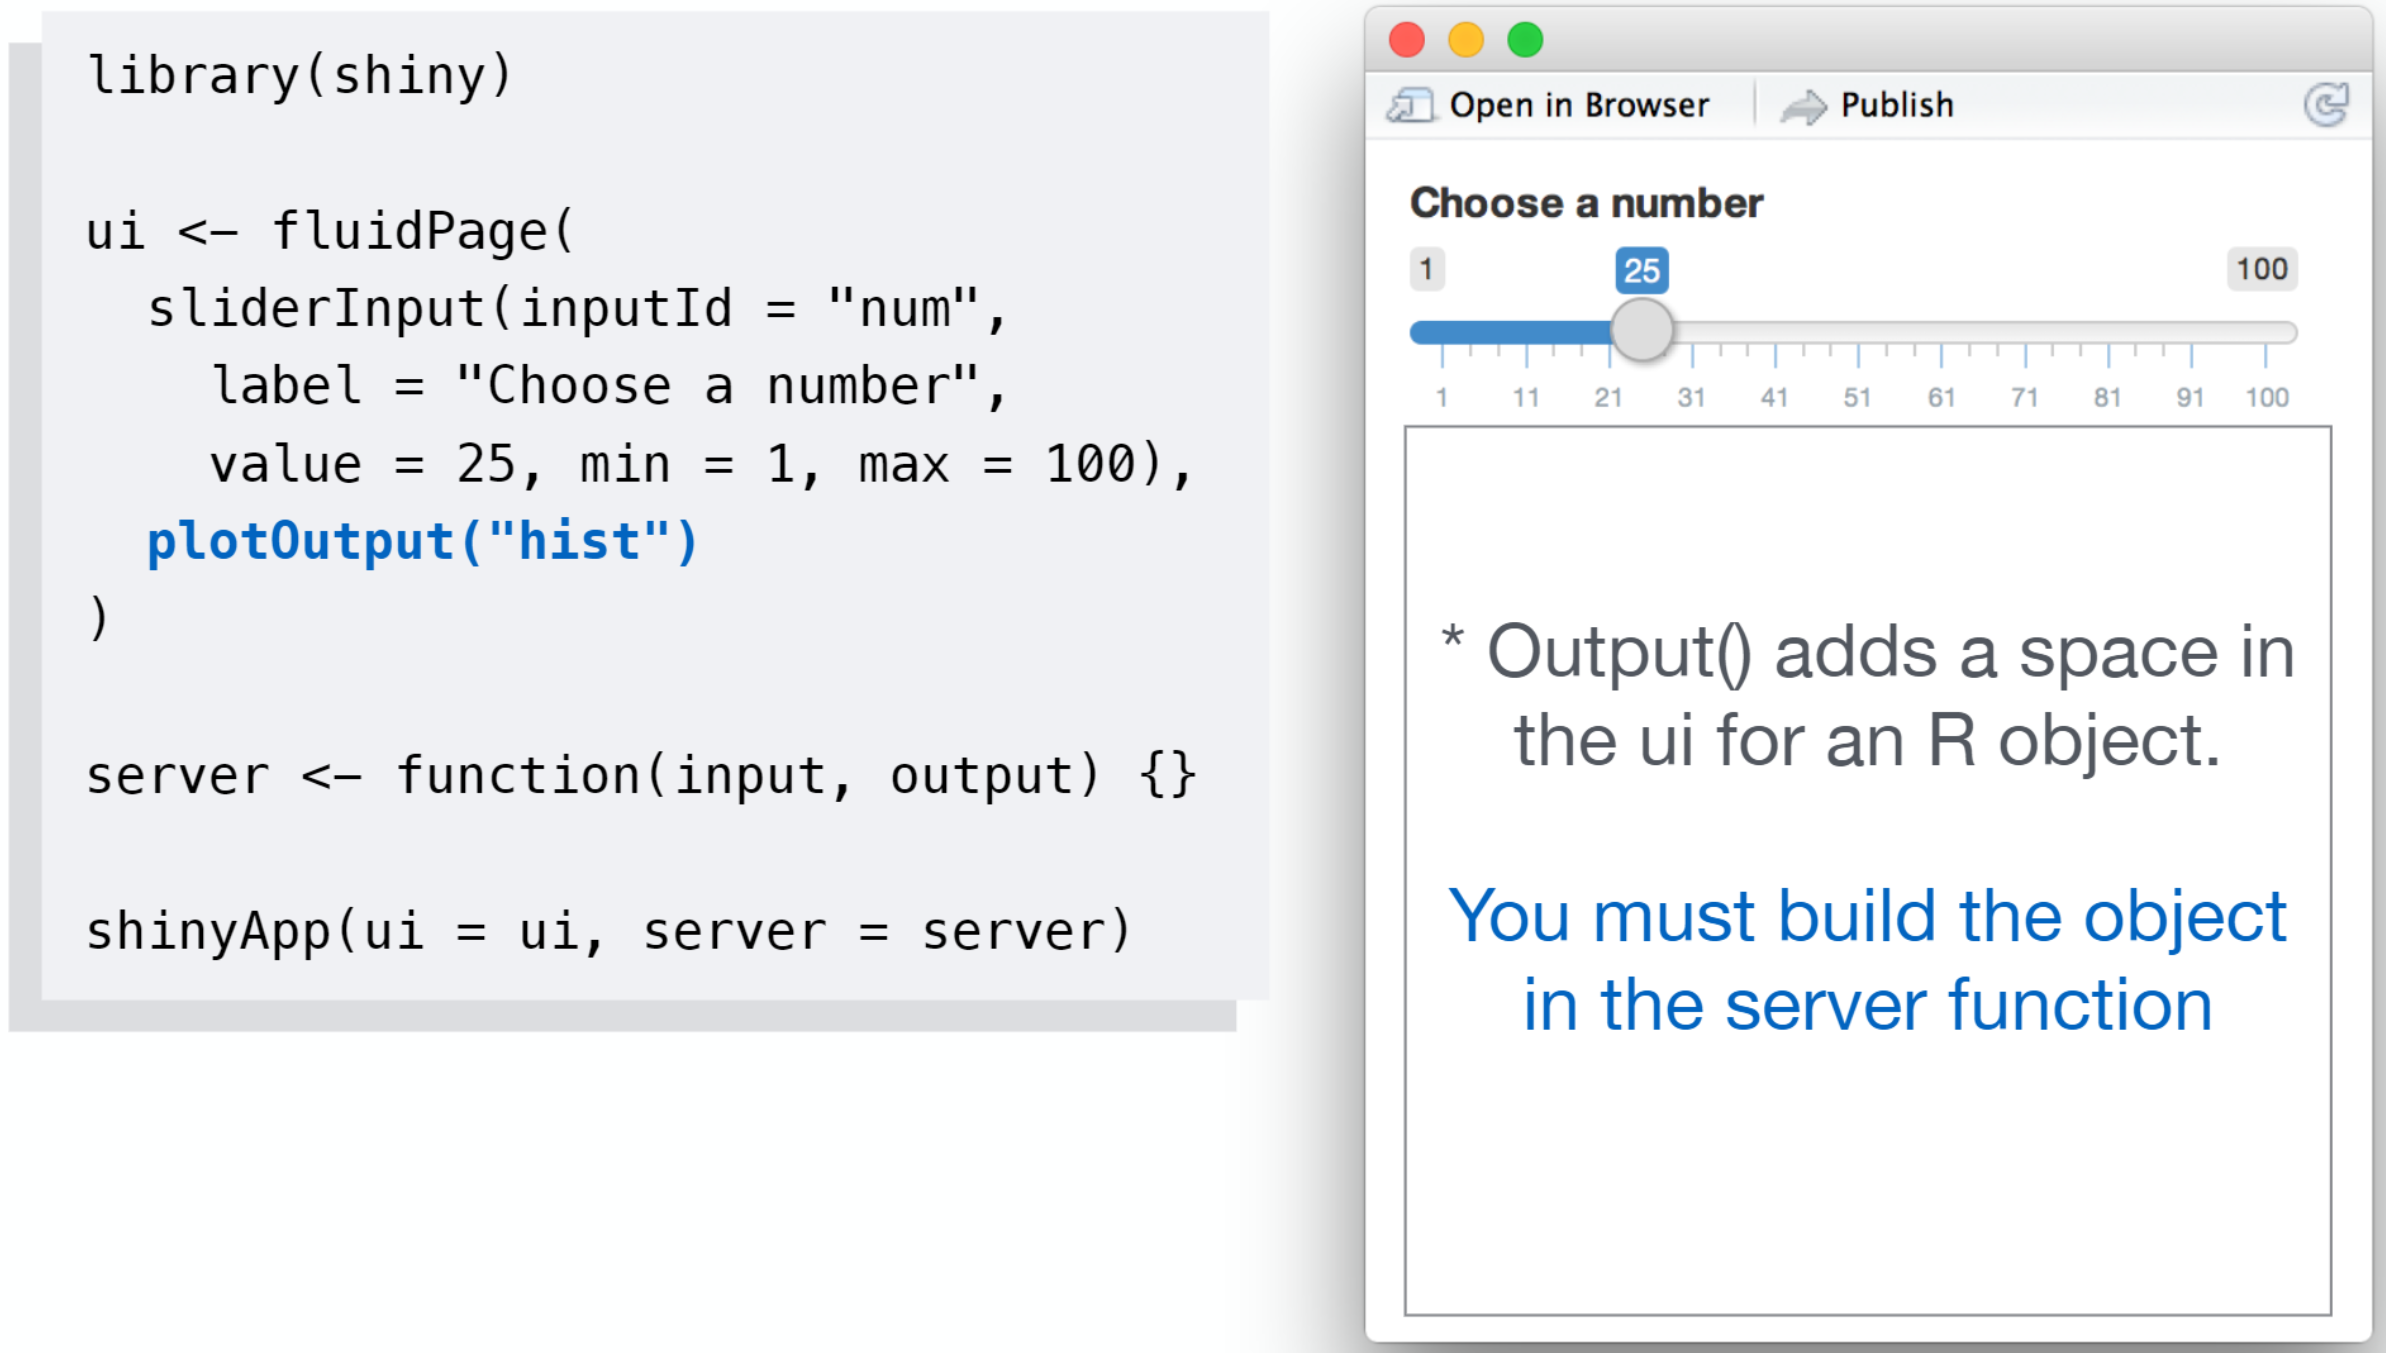 library(shiny)
ui <- fluidPage(
sliderInput(inputId = "num",
label = "Choose a number",
value = 25, min = 1, max = 100),
plotOutput("hist")
)
server <- function(input, output) {}
shinyApp(ui = ui, server = server)
Open in Browser Publish
Choose a number
1 25 100
1 11 21 31 41 51 61 71 81 91 100
* Output() adds a space in
the ui for an R object.
You must build the object
in the server function